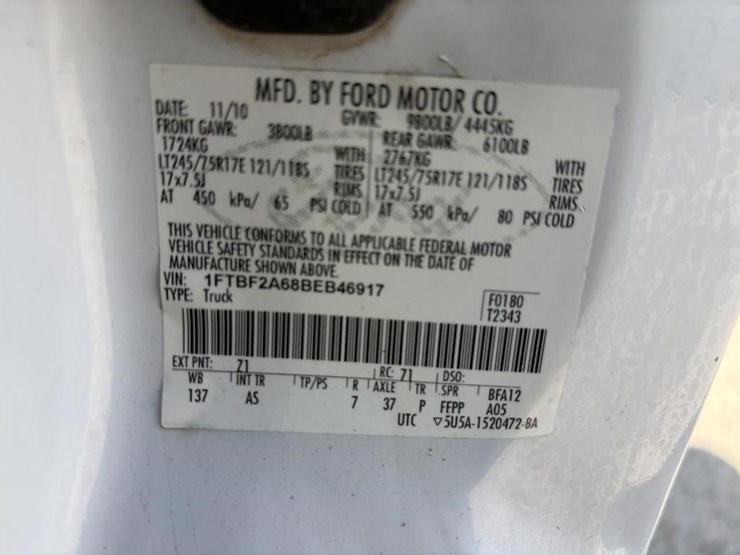 MFD. BY FORD MOTOR CO.
DATE: 11/10 GVWR: 9800LB/ 4445KG
FRONT GAWR: 3800LB REAR GAWR: 6100LB
1724KG WITH 2767KG WITH
LT245/75R17E 121/118S TIRES LT245/75R17E 121/118S TIRES
17x7.5J RIMS 17x7.5J RIMS
AT 450 kPa/ 65 PSI COLD AT 550 kPa/ 80 PSI COLD
THIS VEHICLE CONFORMS TO ALL APPLICABLE FEDERAL MOTOR
VEHICLE SAFETY STANDARDS IN EFFECT ON THE DATE OF
MANUFACTURE SHOWN ABOVE.
VIN: 1FTBF2A68BEB46917
TYPE: Truck
F0180
T2343
EXT PNT: Z1 RC: 71 DSO:
WB INT TR TP/PS R AXLE TR SPR BFA12
137 AS 7 37 P FFPP A05
UTC ▽5U5A-1520472-BA